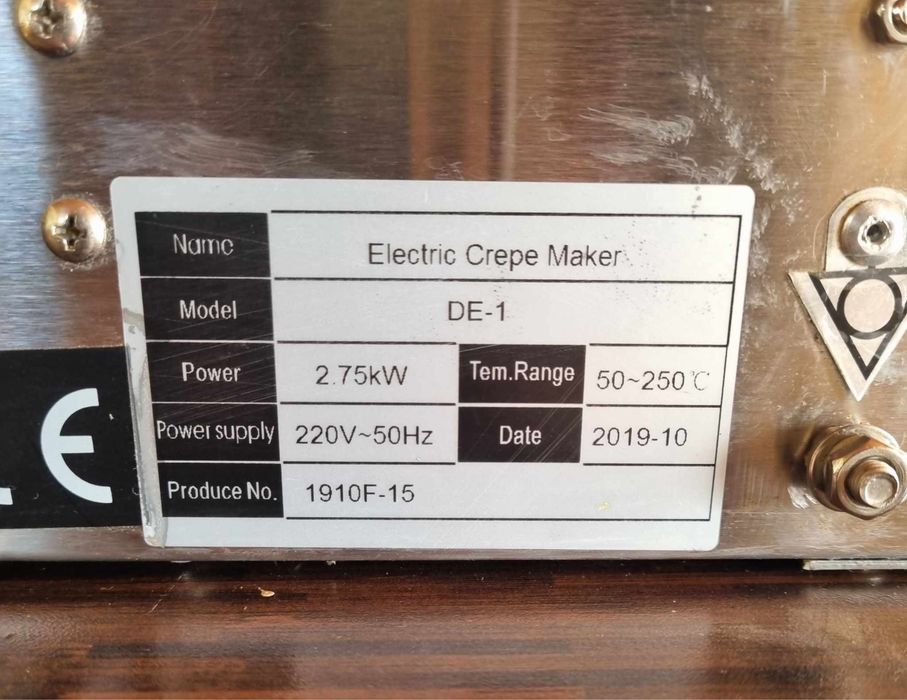 Name Electric Crepe Maker
Model DE-1
Power 2.75kW Tem.Range 50~250℃
Power supply 220V~50Hz Date 2019-10
Produce No. 1910F-15
CE